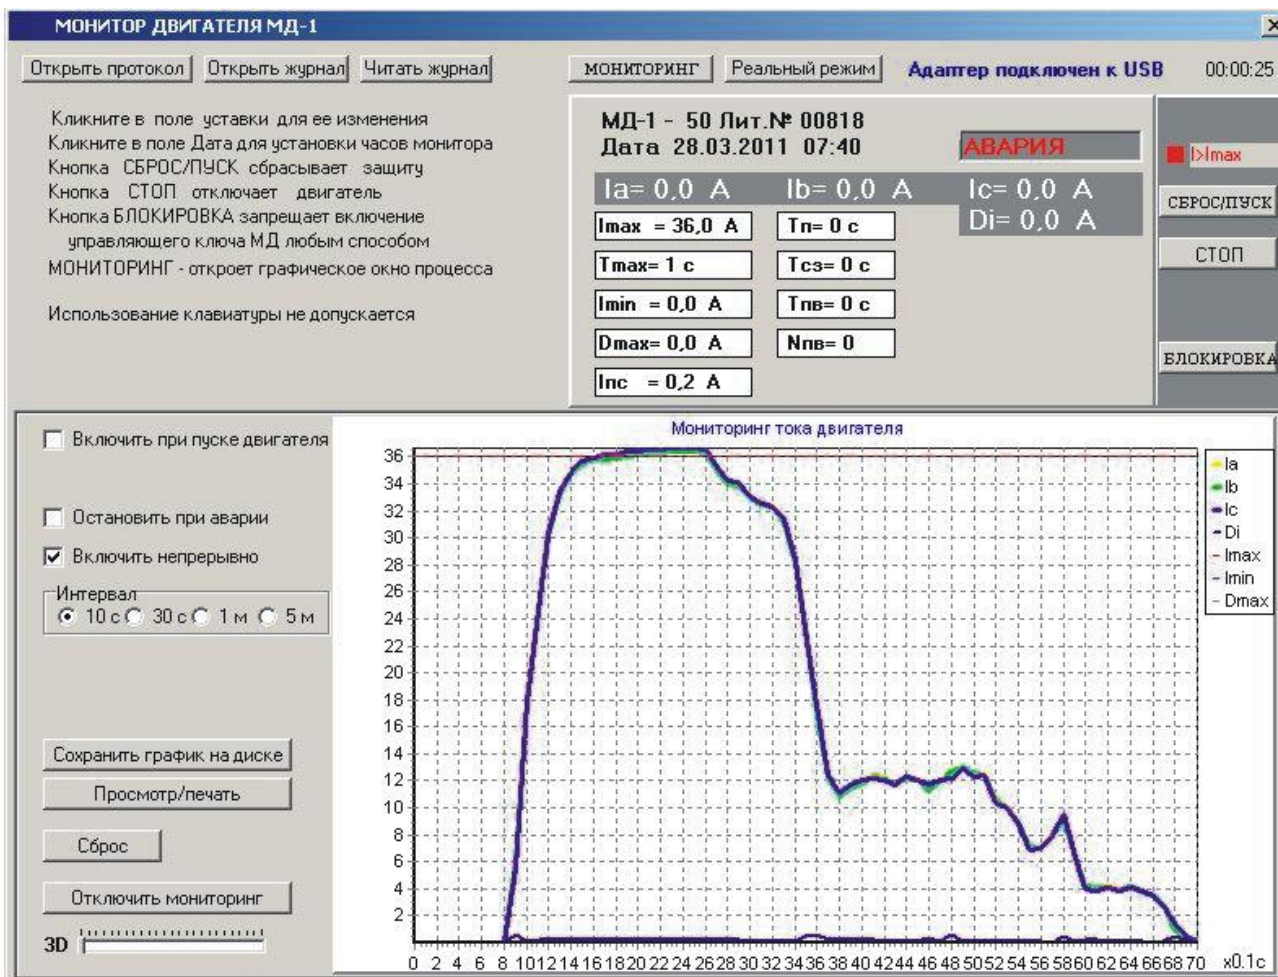 МОНИТОР ДВИГАТЕЛЯ МД-1
Открыть протокол Открыть журнал Читать журнал МОНИТОРИНГ Реальный режим Адаптер подключен к USB 00:00:25
Кликните в поле уставки для ее изменения
Кликните в поле Дата для установки часов монитора
Кнопка СБРОС/ПУСК сбрасывает защиту
Кнопка СТОП отключает двигатель
Кнопка БЛОКИРОВКА запрещает включение
управляющего ключа МД любым способом
МОНИТОРИНГ - откроет графическое окно процесса
Использование клавиатуры не допускается
МД-1 - 50 Лит.№ 00818
Дата 28.03.2011 07:40
АВАРИЯ
Ia= 0,0 А Ib= 0,0 А Ic= 0,0 А
Di= 0,0 А
Imax = 36,0 А Тп= 0 с
Tmax= 1 с Тсз= 0 с
Imin = 0,0 А Тпв= 0 с
Dmax= 0,0 А Nпв= 0
Iпс = 0,2 А
I>Imax
СБРОС/ПУСК
СТОП
БЛОКИРОВКА
Включить при пуске двигателя
Остановить при аварии
Включить непрерывно
Интервал
10 с 30 с 1 м 5 м
Сохранить график на диске
Просмотр/печать
Сброс
Отключить мониторинг
3D
Мониторинг тока двигателя
36
34
32
30
28
26
24
22
20
18
16
14
12
10
8
6
4
2
0 2 4 6 8 10 12 14 16 18 20 22 24 26 28 30 32 34 36 38 40 42 44 46 48 50 52 54 56 58 60 62 64 66 68 70 x0.1c
Ia
Ib
Ic
Di
Imax
Imin
Dmax